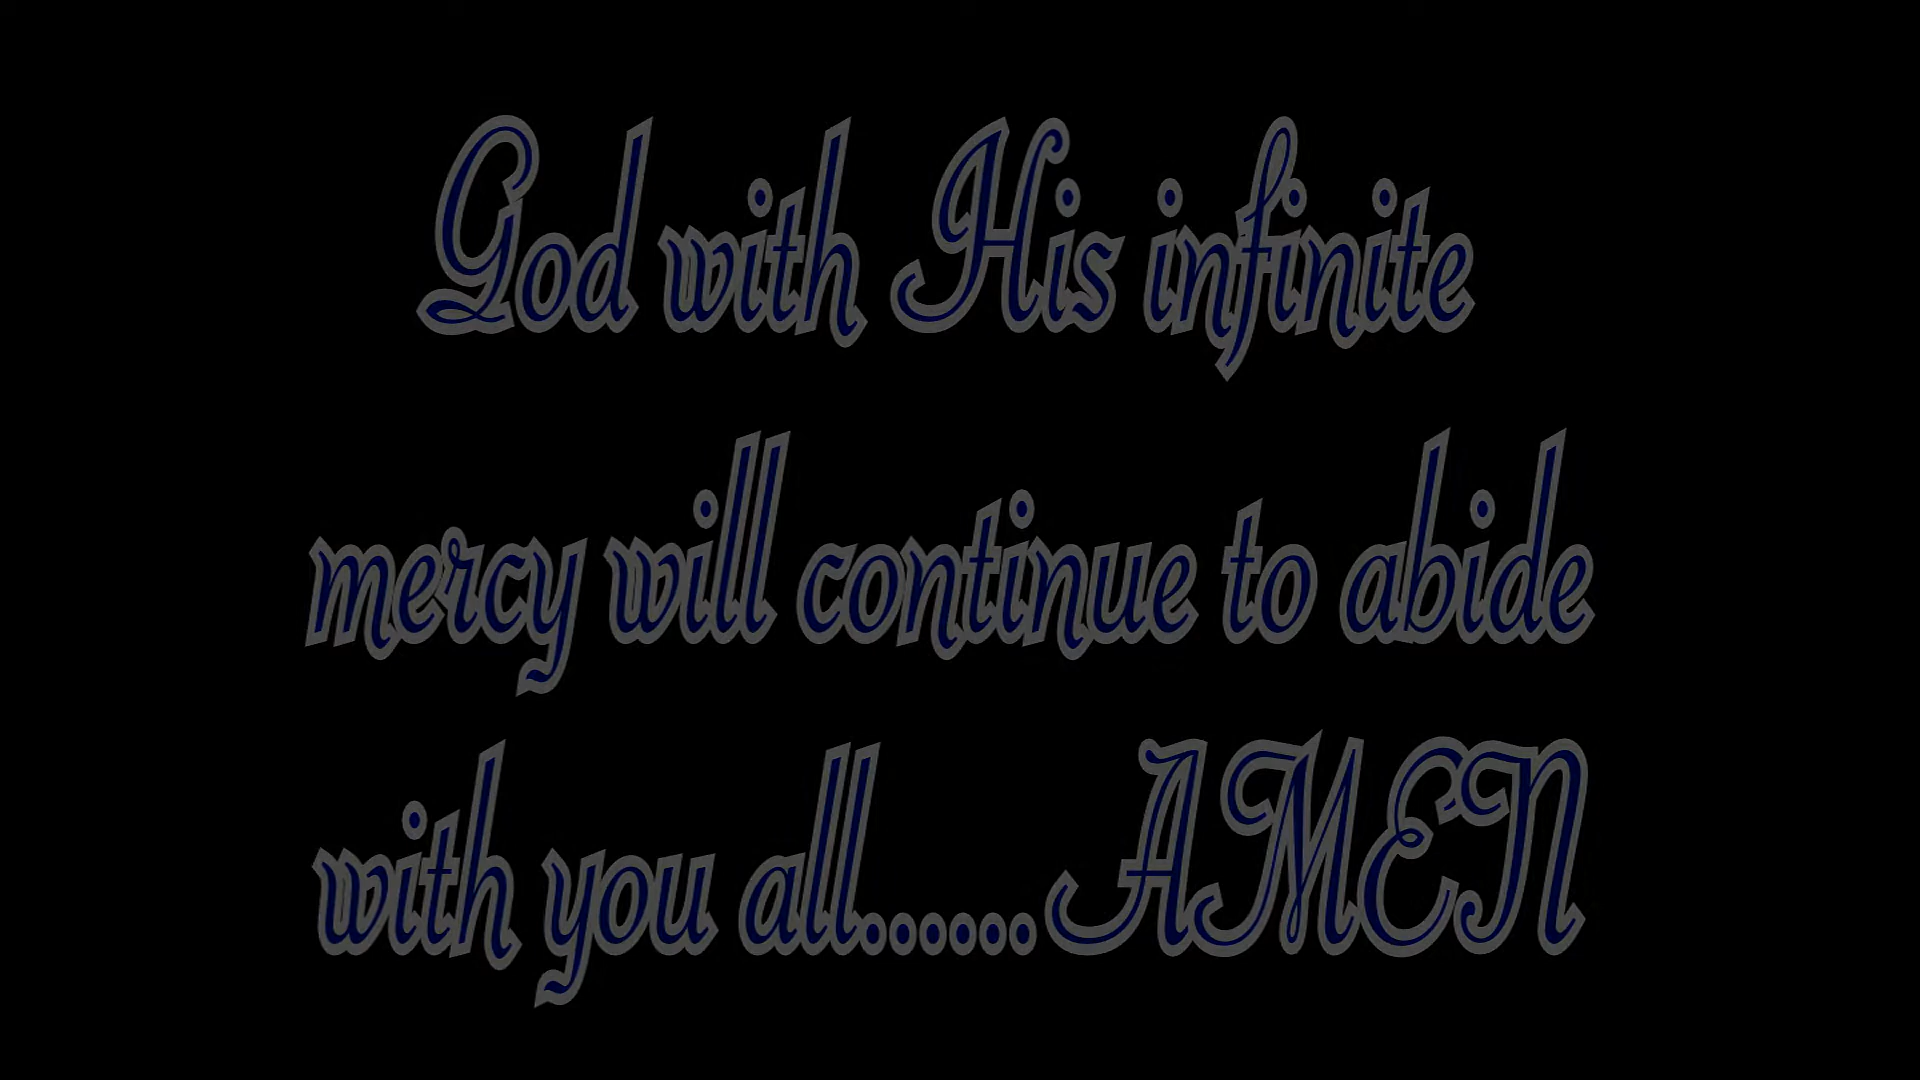 God with His infinite
mercy will continue to abide
with you all......AMEN